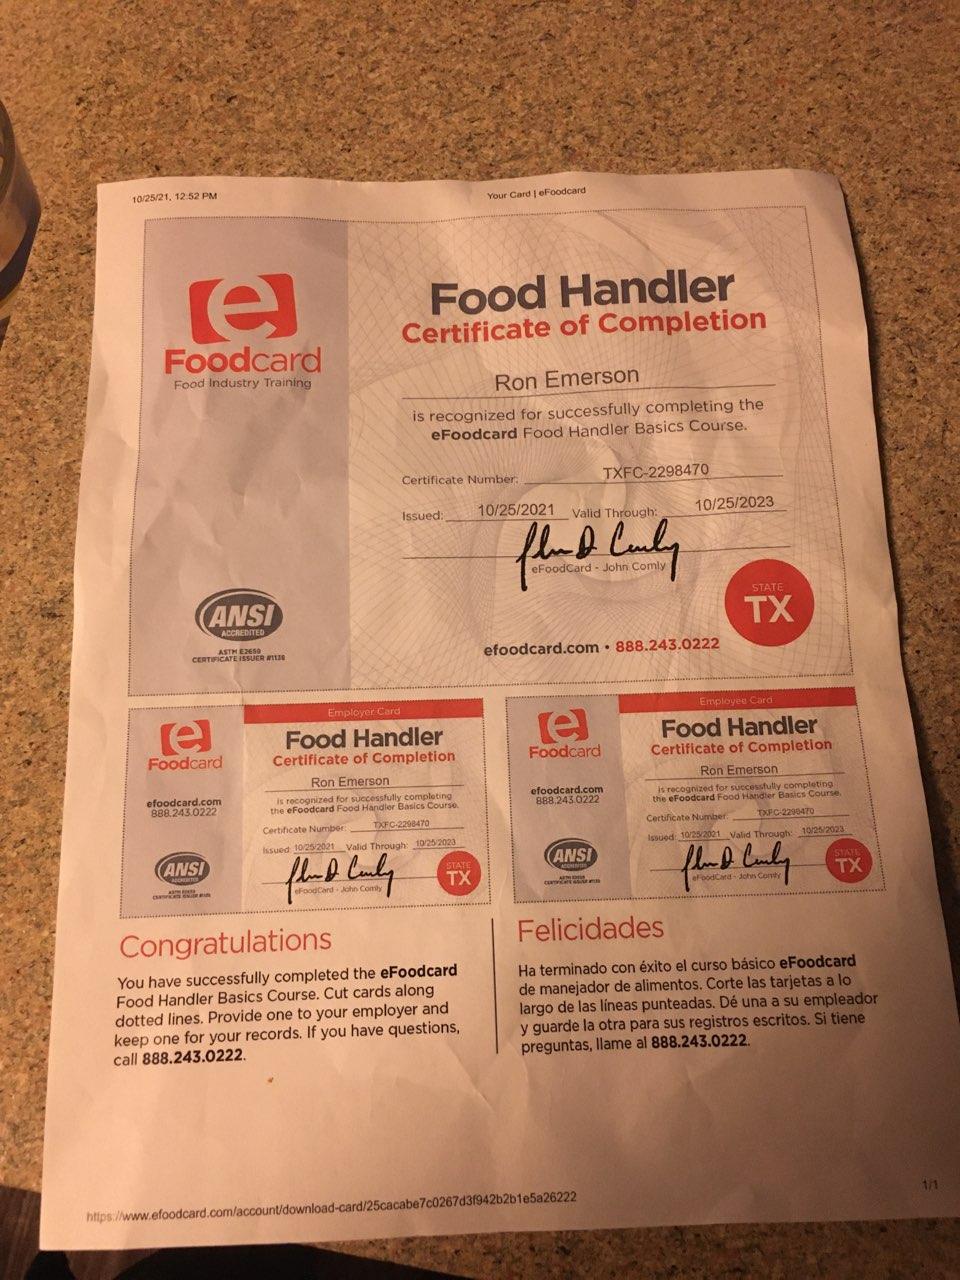 10/25/21, 12:52 PM
Your Card | eFoodcard
e
Foodcard
Food Industry Training
Food Handler
Certificate of Completion
Ron Emerson
is recognized for successfully completing the
eFoodcard Food Handler Basics Course.
Certificate Number: TXFC-2298470
Issued: 10/25/2021 Valid Through: 10/25/2023
eFoodCard - John Comly
ANSI
ACCREDITED
ASTM E2659
CERTIFICATE ISSUER #1136
STATE
TX
efoodcard.com • 888.243.0222
e
Foodcard
efoodcard.com
888.243.0222
ANSI
ACCREDITED
Employer Card
Food Handler
Certificate of Completion
Ron Emerson
is recognized for successfully completing
the eFoodcard Food Handler Basics Course.
Certificate Number: TXFC-2298470
Issued: 10/25/2021 Valid Through: 10/25/2023
eFoodCard - John Comly
STATE
TX
e
Foodcard
efoodcard.com
888.243.0222
ANSI
ACCREDITED
Employee Card
Food Handler
Certificate of Completion
Ron Emerson
is recognized for successfully completing
the eFoodcard Food Handler Basics Course.
Certificate Number: TXFC-2298470
Issued: 10/25/2021 Valid Through: 10/25/2023
eFoodCard - John Comly
STATE
TX
Congratulations
You have successfully completed the eFoodcard
Food Handler Basics Course. Cut cards along
dotted lines. Provide one to your employer and
keep one for your records. If you have questions,
call 888.243.0222.
Felicidades
Ha terminado con éxito el curso básico eFoodcard
de manejador de alimentos. Corte las tarjetas a lo
largo de las líneas punteadas. Dé una a su empleador
y guarde la otra para sus registros escritos. Si tiene
preguntas, llame al 888.243.0222.
https://www.efoodcard.com/account/download-card/25cacabe7c0267d3f942b2b1e5a26222
1/1